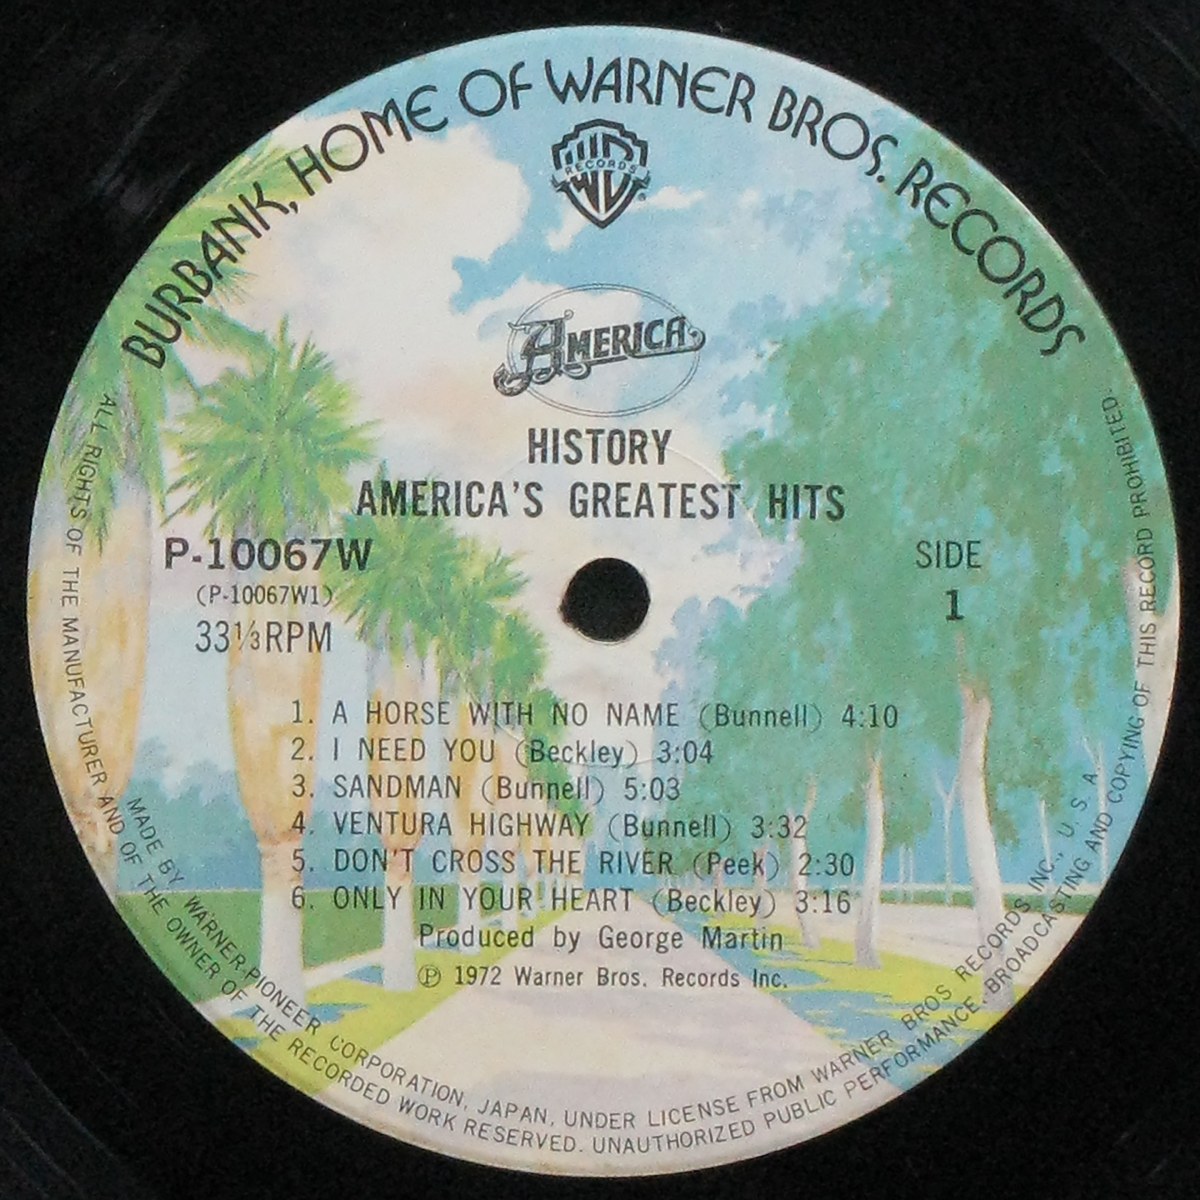 BURBANK, HOME OF WARNER BROS. RECORDS
WB
RECORDS
®
AMERICA
HISTORY
AMERICA'S GREATEST HITS
P-10067W
(P-10067W1)
33⅓RPM
SIDE
1
1. A HORSE WITH NO NAME (Bunnell) 4:10
2. I NEED YOU (Beckley) 3:04
3. SANDMAN (Bunnell) 5:03
4. VENTURA HIGHWAY (Bunnell) 3:32
5. DON'T CROSS THE RIVER (Peek) 2:30
6. ONLY IN YOUR HEART (Beckley) 3:16
Produced by George Martin
℗ 1972 Warner Bros. Records Inc.
MADE BY WARNER-PIONEER CORPORATION, JAPAN, UNDER LICENSE FROM WARNER BROS. RECORDS INC., U.S.A.
ALL RIGHTS OF THE MANUFACTURER AND OF THE OWNER OF THE RECORDED WORK RESERVED. UNAUTHORIZED PUBLIC PERFORMANCE, BROADCASTING AND COPYING OF THIS RECORD PROHIBITED.